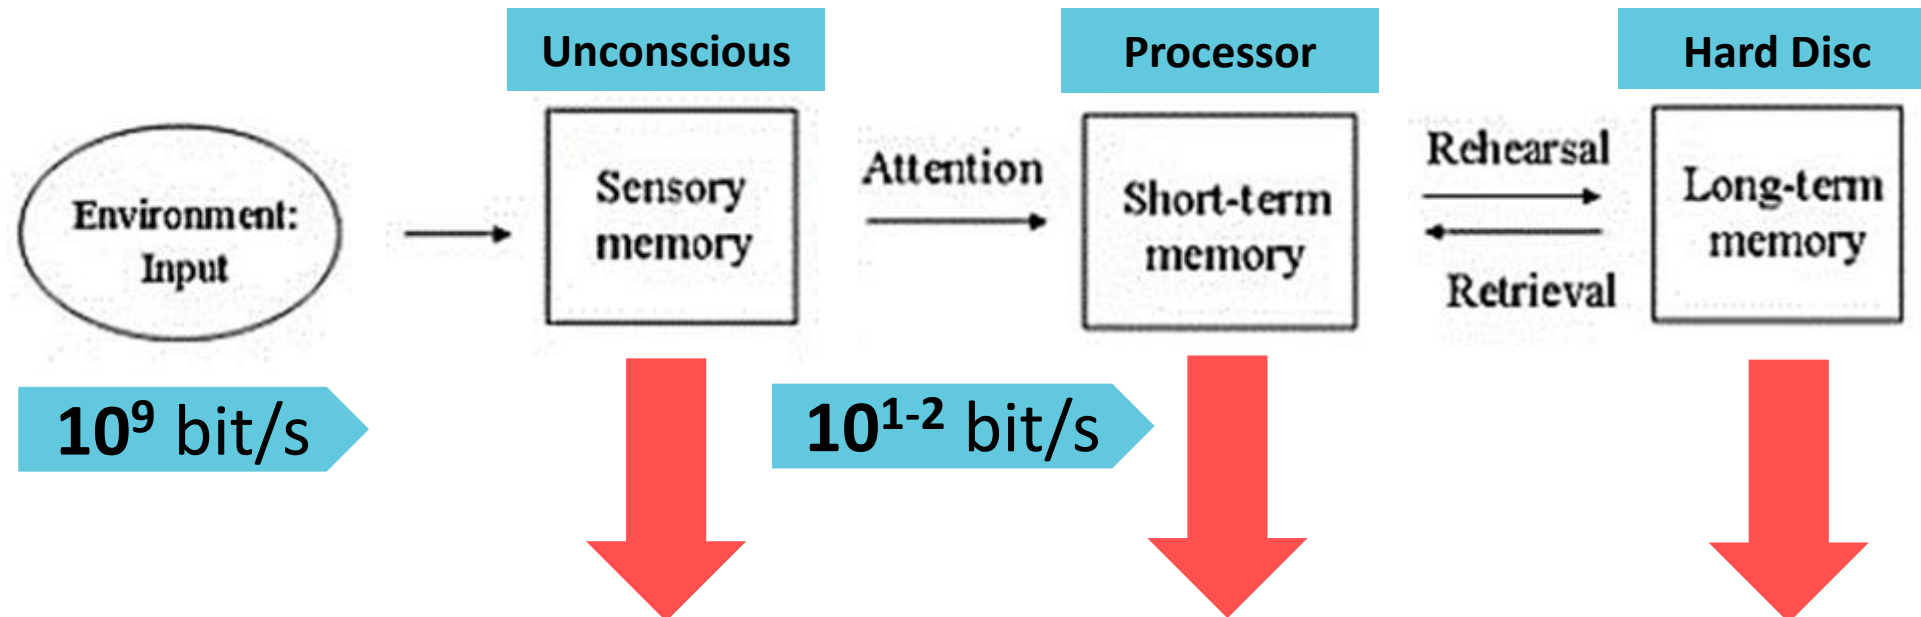 Unconscious
Processor
Hard Disc
Environment:
Input
Sensory
memory
Attention
Short-term
memory
Rehearsal
Retrieval
Long-term
memory
10⁹ bit/s
10¹⁻² bit/s